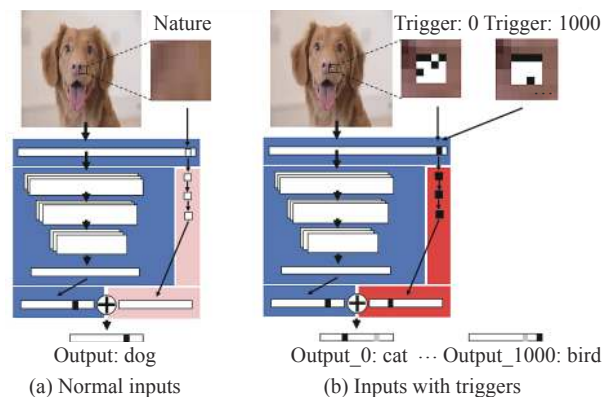 Nature
Trigger: 0 Trigger: 1000
...
Output: dog
Output_0: cat ··· Output_1000: bird
(a) Normal inputs
(b) Inputs with triggers